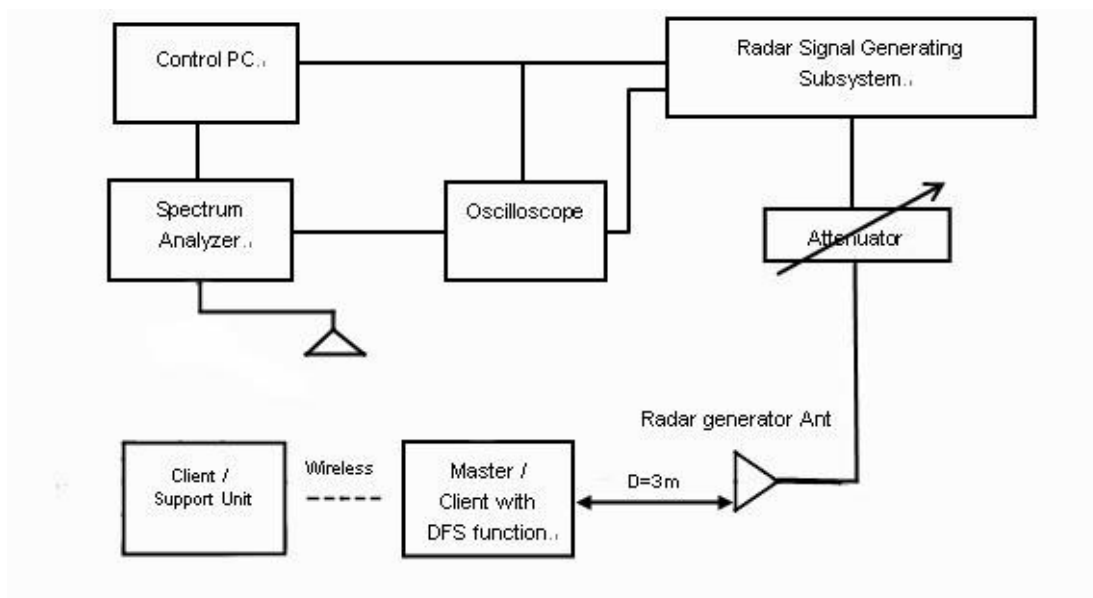 Control PC.
Radar Signal Generating
Subsystem.
Spectrum
Analyzer.
Oscilloscope
Attenuator
Radar generator Ant
Client /
Support Unit
Wireless
Master /
Client with
DFS function.
D=3m